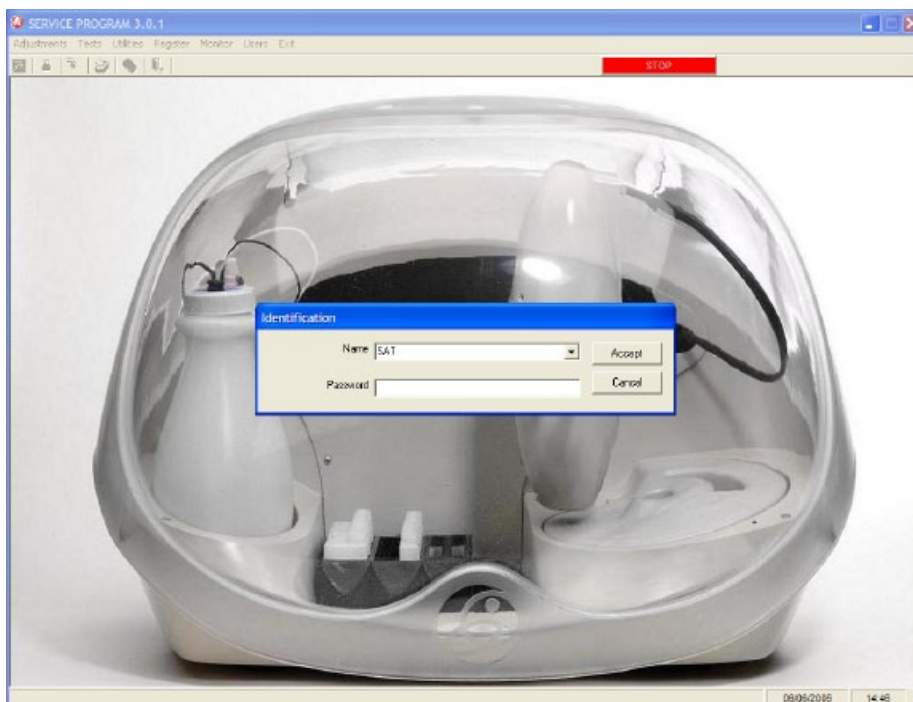 SERVICE PROGRAM 3.0.1
Adjustments Tests Utilities Register Monitor Users Exit
STOP
Identification
Name SAT Accept
Password Cancel
06/06/2006 14:46